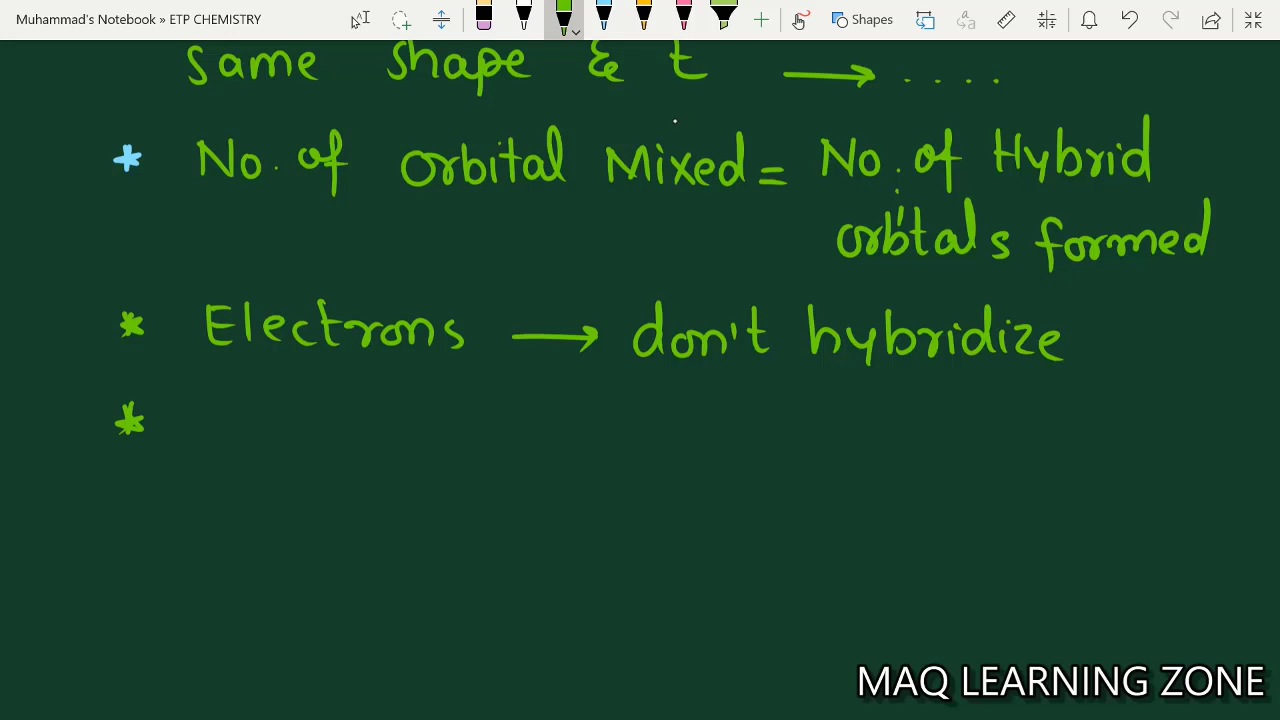 Muhammad's Notebook » ETP CHEMISTRY
Shapes
same shape & t → ....
* No. of orbital Mixed = No. of Hybrid
orbitals formed
* Electrons → don't hybridize
*
MAQ LEARNING ZONE